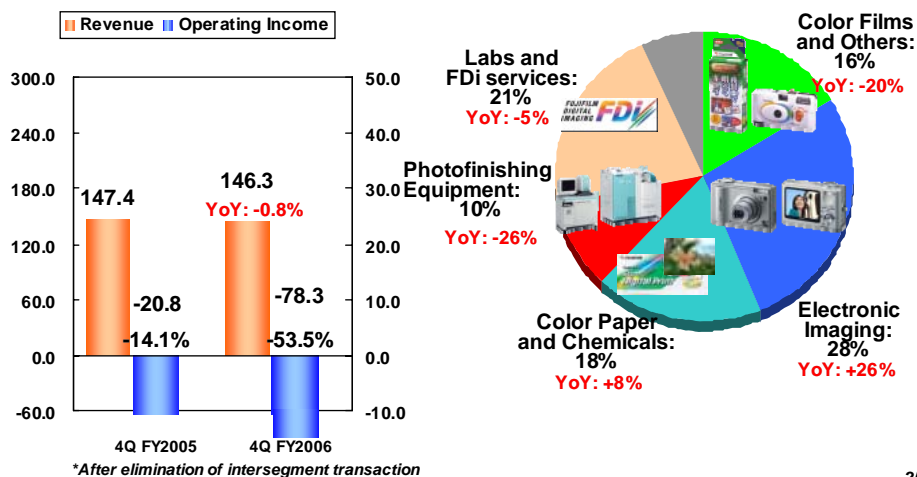 Revenue Operating Income
300.0
240.0
180.0
120.0
60.0
0.0
-60.0
50.0
40.0
30.0
20.0
10.0
0.0
-10.0
147.4
146.3
YoY: -0.8%
-20.8
-14.1%
-78.3
-53.5%
4Q FY2005
4Q FY2006
*After elimination of intersegment transaction
Labs and
FDi services:
21%
YoY: -5%
FUJIFILM
DIGITAL
IMAGING
FDi
Color Films
and Others:
16%
YoY: -20%
Photofinishing
Equipment:
10%
YoY: -26%
Digital
Color Paper
and Chemicals:
18%
YoY: +8%
Electronic
Imaging:
28%
YoY: +26%